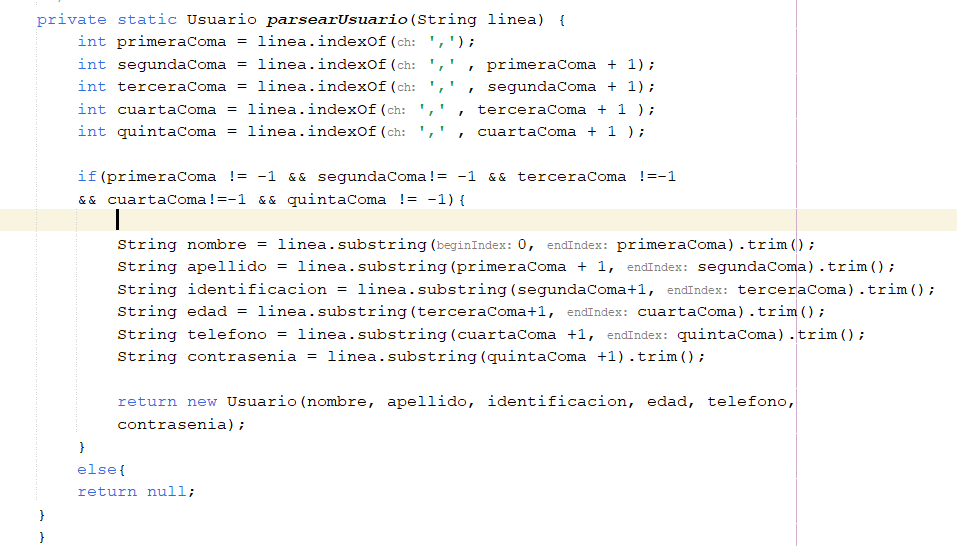 private static Usuario parsearUsuario(String linea) {
int primeraComa = linea.indexOf(ch: ',');
int segundaComa = linea.indexOf(ch: ',' , primeraComa + 1);
int terceraComa = linea.indexOf(ch: ',' , segundaComa + 1);
int cuartaComa = linea.indexOf(ch: ',' , terceraComa + 1 );
int quintaComa = linea.indexOf(ch: ',' , cuartaComa + 1 );
if(primeraComa != -1 && segundaComa!= -1 && terceraComa !=-1
&& cuartaComa!=-1 && quintaComa != -1){
String nombre = linea.substring(beginIndex: 0, endIndex: primeraComa).trim();
String apellido = linea.substring(primeraComa + 1, endIndex: segundaComa).trim();
String identificacion = linea.substring(segundaComa+1, endIndex: terceraComa).trim();
String edad = linea.substring(terceraComa+1, endIndex: cuartaComa).trim();
String telefono = linea.substring(cuartaComa +1, endIndex: quintaComa).trim();
String contrasenia = linea.substring(quintaComa +1).trim();
return new Usuario(nombre, apellido, identificacion, edad, telefono,
contrasenia);
}
else{
return null;
}
}